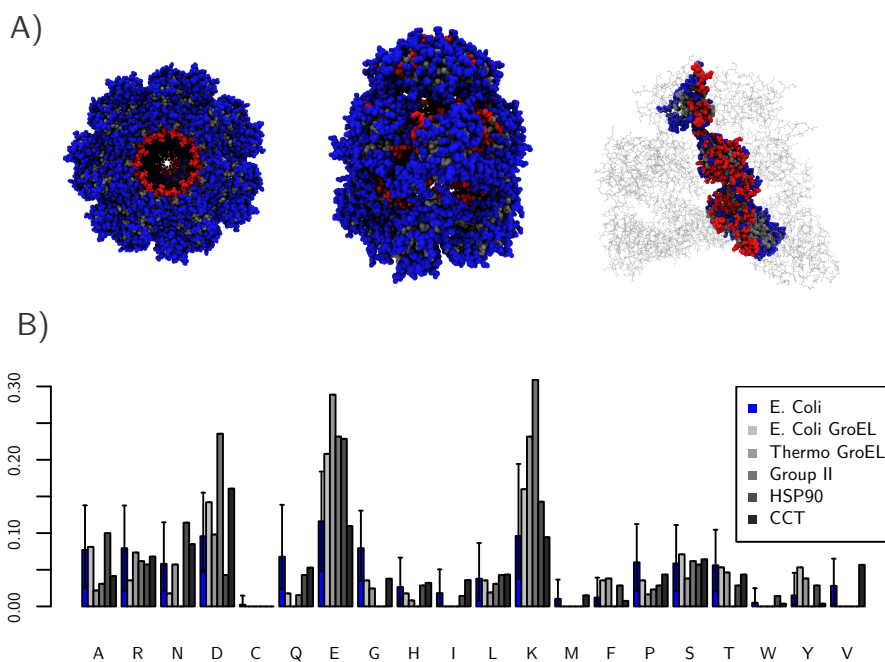 A)
B)
0.30
0.20
0.10
0.00
E. Coli
E. Coli GroEL
Thermo GroEL
Group II
HSP90
CCT
A R N D C Q E G H I L K M F P S T W Y V